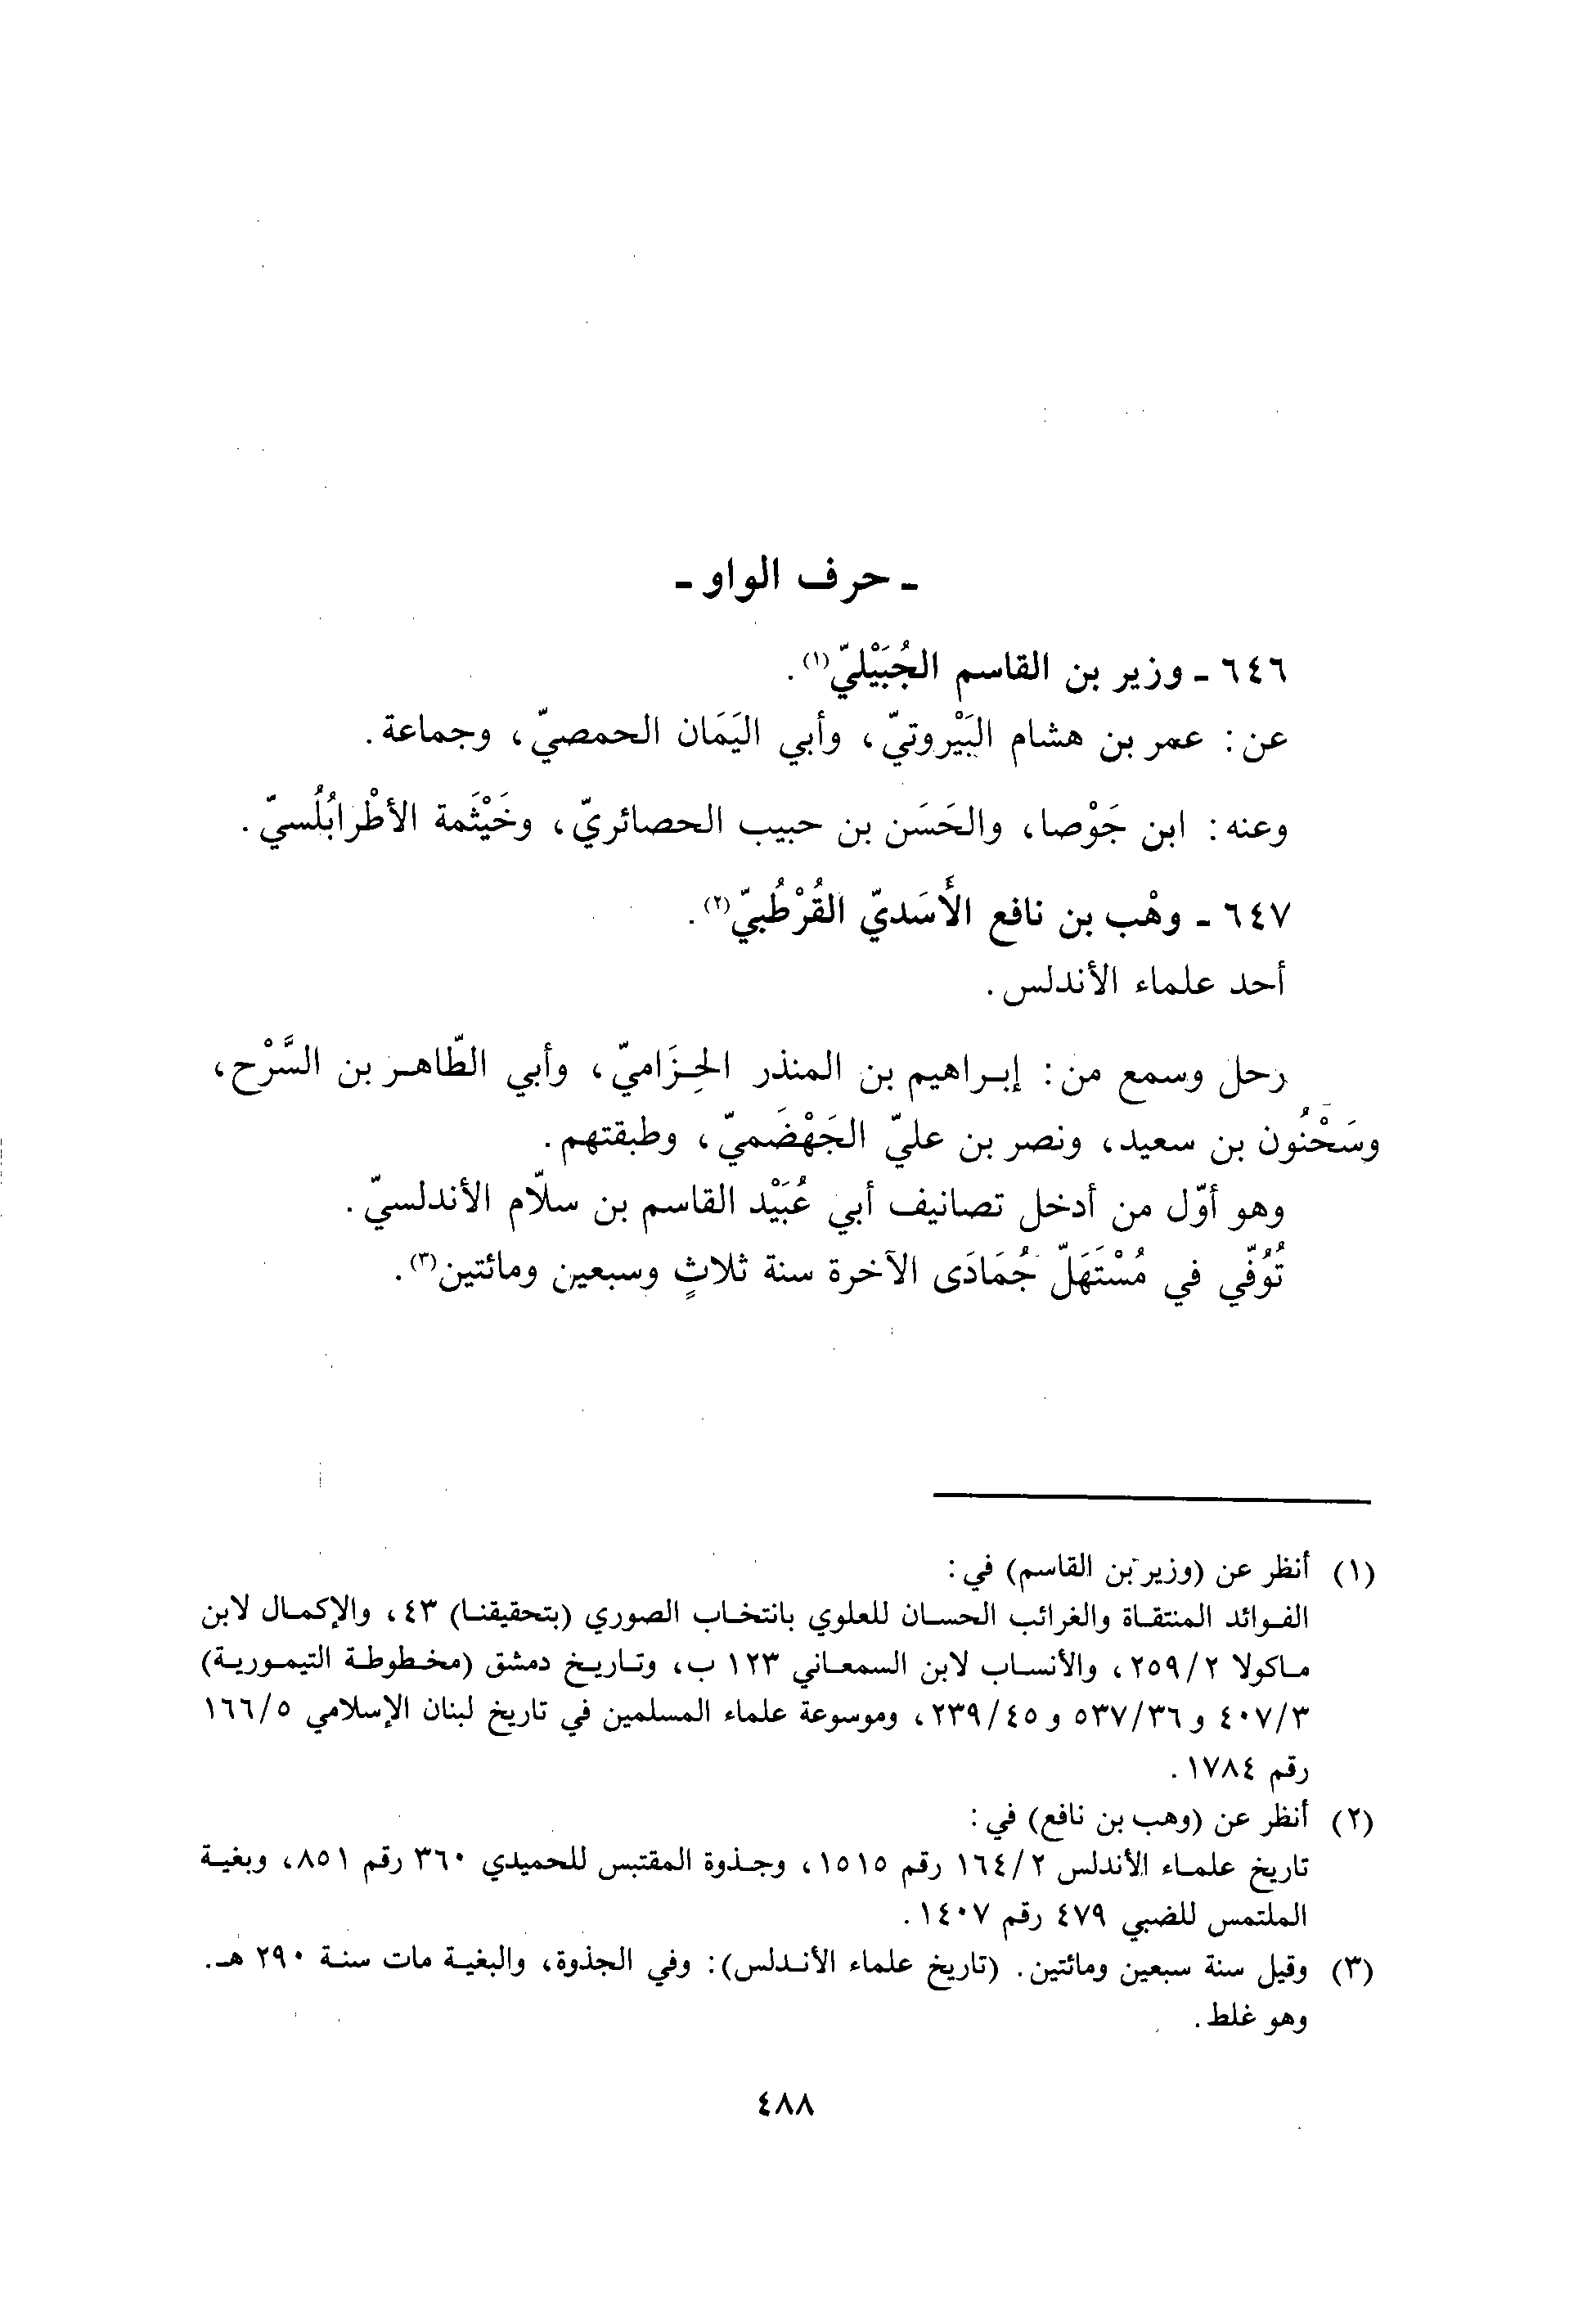 ـ حرف الواو ـ
٦٤٦ ـ وزير بن القاسم الجُبَيْليّ(١).
عن: عمر بن هشام البَيْروتيّ، وأبي اليَمَان الحمصيّ، وجماعة.
وعنه: ابن جَوْصا، والحَسَن بن حبيب الحصائريّ، وخَيْثَمة الأطْرابُلُسيّ.
٦٤٧ ـ وهْب بن نافع الأَسَديّ القُرْطُبيّ(٢).
أحد علماء الأندلس.
رحل وسمع من: إبراهيم بن المنذر الحِزَاميّ، وأبي الطّاهر بن السَّرْح،
وسَحْنُون بن سعيد، ونصر بن عليّ الجَهْضَميّ، وطبقتهم.
وهو أوّل من أدخل تصانيف أبي عُبَيْد القاسم بن سلّام الأندلسيّ.
تُوُفّي في مُسْتَهَلّ جُمَادَى الآخرة سنة ثلاثٍ وسبعين ومائتين(٣).
(١) أنظر عن (وزير بن القاسم) في:
الفوائد المنتقاة والغرائب الحسان للعلوي بانتخاب الصوري (بتحقيقنا) ٤٣، والإكمال لابن
ماكولا ٢/٢٥٩، والأنساب لابن السمعاني ١٢٣ ب، وتاريخ دمشق (مخطوطة التيمورية)
٣/٤٠٧ و ٣٦/٥٣٧ و ٤٥/٢٣٩، وموسوعة علماء المسلمين في تاريخ لبنان الإسلامي ٥/١٦٦
رقم ١٧٨٤.
(٢) أنظر عن (وهب بن نافع) في:
تاريخ علماء الأندلس ٢/١٦٤ رقم ١٥١٥، وجذوة المقتبس للحميدي ٣٦٠ رقم ٨٥١، وبغية
الملتمس للضبي ٤٧٩ رقم ١٤٠٧.
(٣) وقيل سنة سبعين ومائتين. (تاريخ علماء الأندلس): وفي الجذوة، والبغية مات سنة ٢٩٠ هـ.
وهو غلط.
٤٨٨